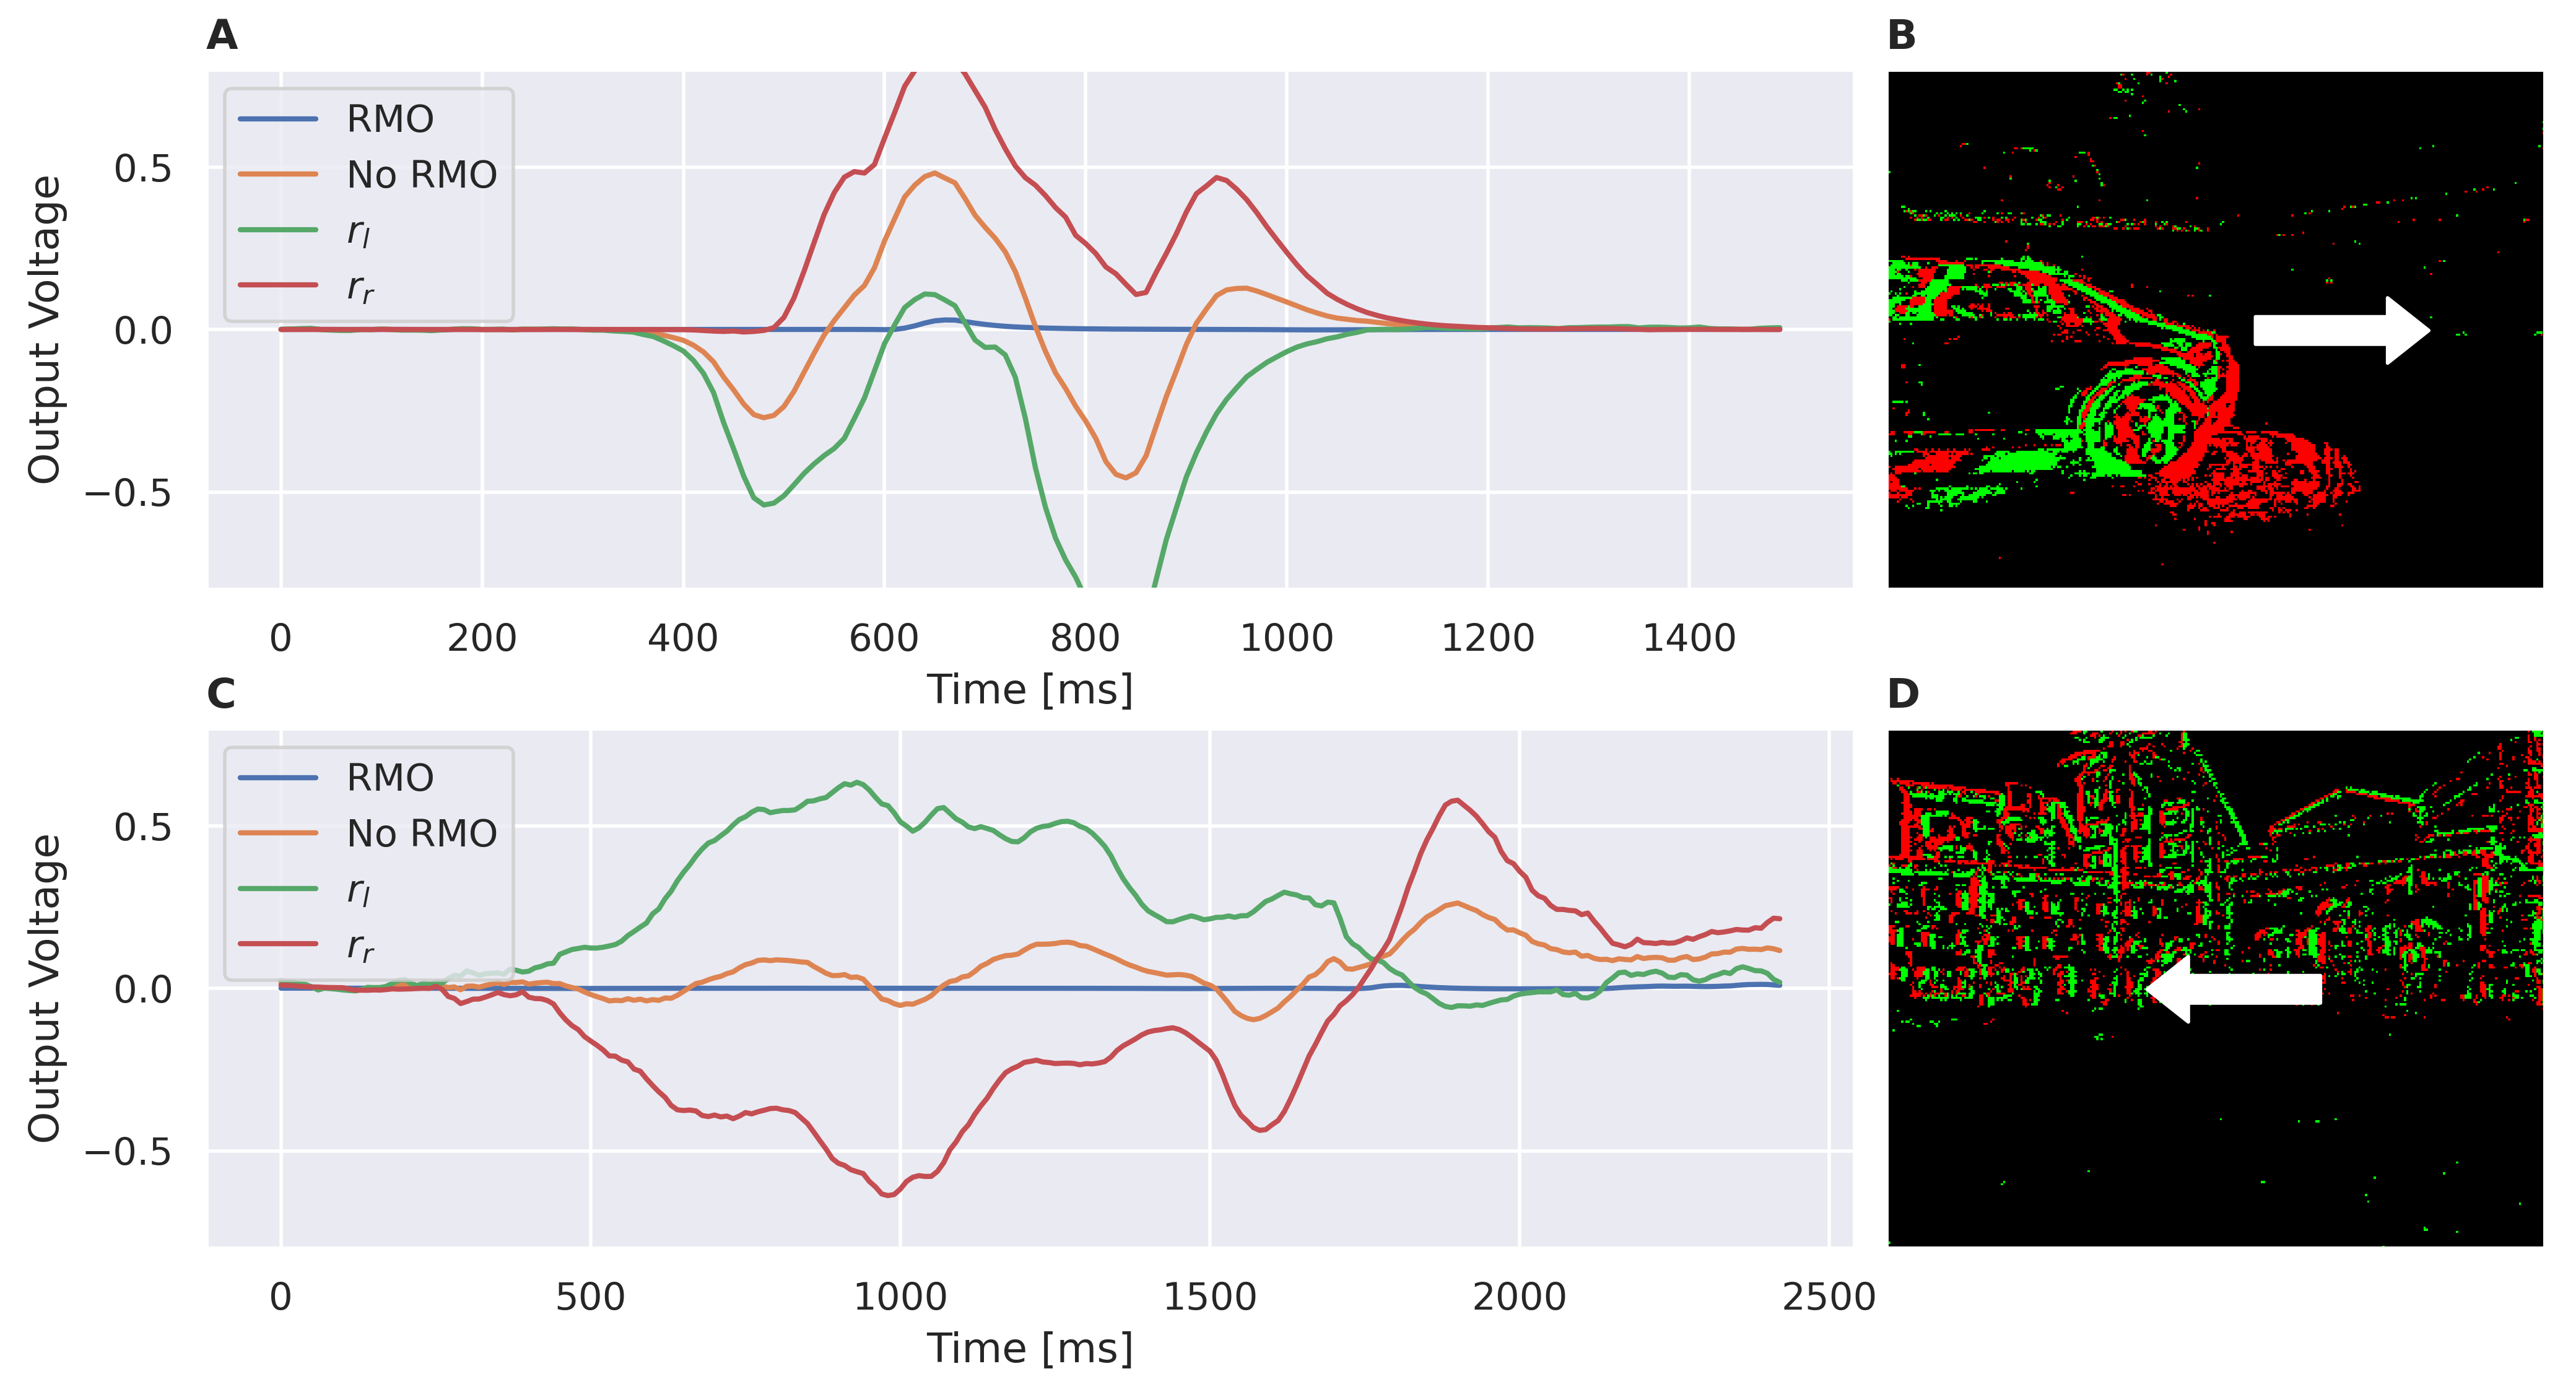 A
B
Output Voltage
0.5
0.0
−0.5
RMO
No RMO
r_l
r_r
0 200 400 600 800 1000 1200 1400
Time [ms]
C
D
Output Voltage
0.5
0.0
−0.5
RMO
No RMO
r_l
r_r
0 500 1000 1500 2000 2500
Time [ms]